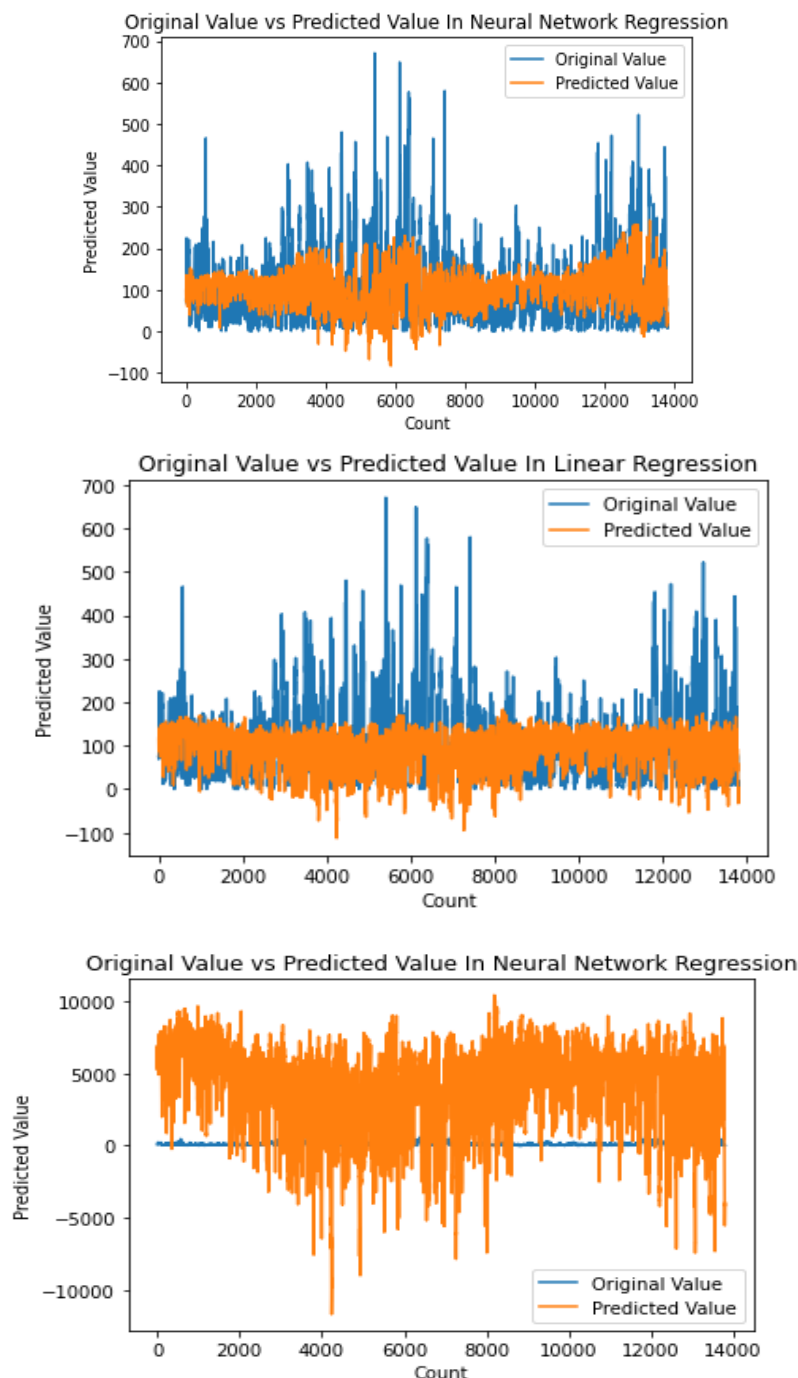 Original Value vs Predicted Value In Neural Network Regression
700
600
500
400
300
200
100
0
−100
Predicted Value
Original Value
Predicted Value
0 2000 4000 6000 8000 10000 12000 14000
Count
Original Value vs Predicted Value In Linear Regression
700
600
500
400
300
200
100
0
−100
Predicted Value
Original Value
Predicted Value
0 2000 4000 6000 8000 10000 12000 14000
Count
Original Value vs Predicted Value In Neural Network Regression
10000
5000
0
−5000
−10000
Predicted Value
Original Value
Predicted Value
0 2000 4000 6000 8000 10000 12000 14000
Count